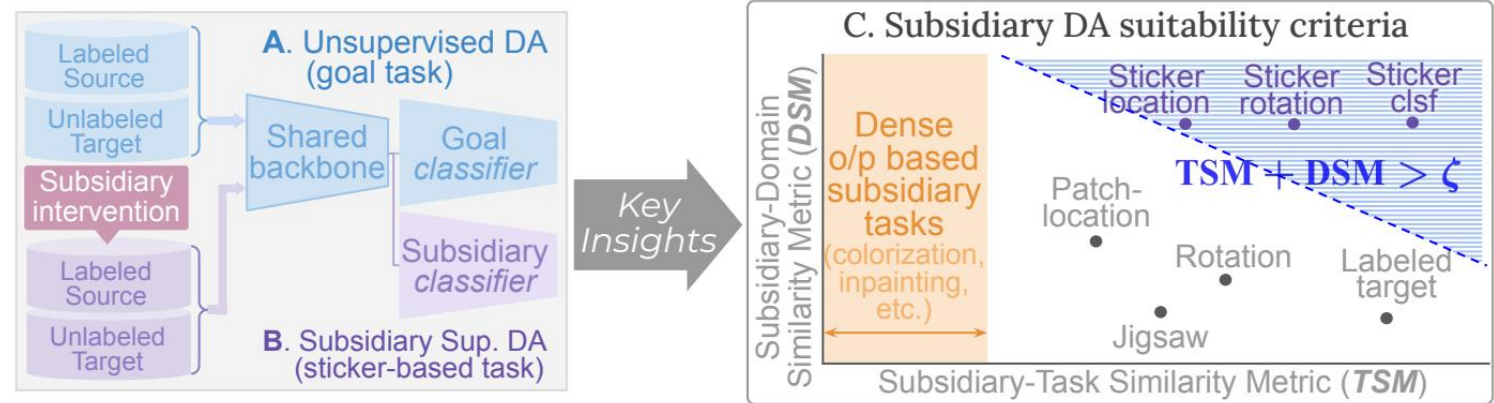 Labeled
Source
Unlabeled
Target
Subsidiary
intervention
Labeled
Source
Unlabeled
Target
A. Unsupervised DA
(goal task)
Shared
backbone
Goal
classifier
Subsidiary
classifier
B. Subsidiary Sup. DA
(sticker-based task)
Key
Insights
C. Subsidiary DA suitability criteria
Subsidiary-Domain
Similarity Metric (DSM)
Dense
o/p based
subsidiary
tasks
(colorization,
inpainting,
etc.)
Sticker
location
Sticker
rotation
Sticker
clsf
TSM + DSM > ζ
Patch-
location
Rotation
Labeled
target
Jigsaw
Subsidiary-Task Similarity Metric (TSM)